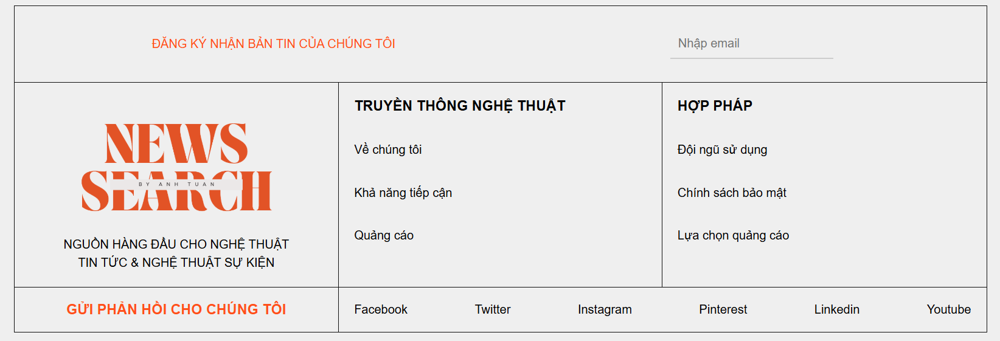 ĐĂNG KÝ NHẬN BẢN TIN CỦA CHÚNG TÔI
Nhập email
NEWS
SEARCH
BY ANH TUAN
NGUỒN HÀNG ĐẦU CHO NGHỆ THUẬT
TIN TỨC & NGHỆ THUẬT SỰ KIỆN
TRUYỀN THÔNG NGHỆ THUẬT
Về chúng tôi
Khả năng tiếp cận
Quảng cáo
HỢP PHÁP
Đội ngũ sử dụng
Chính sách bảo mật
Lựa chọn quảng cáo
GỬI PHẢN HỒI CHO CHÚNG TÔI
Facebook Twitter Instagram Pinterest Linkedin Youtube